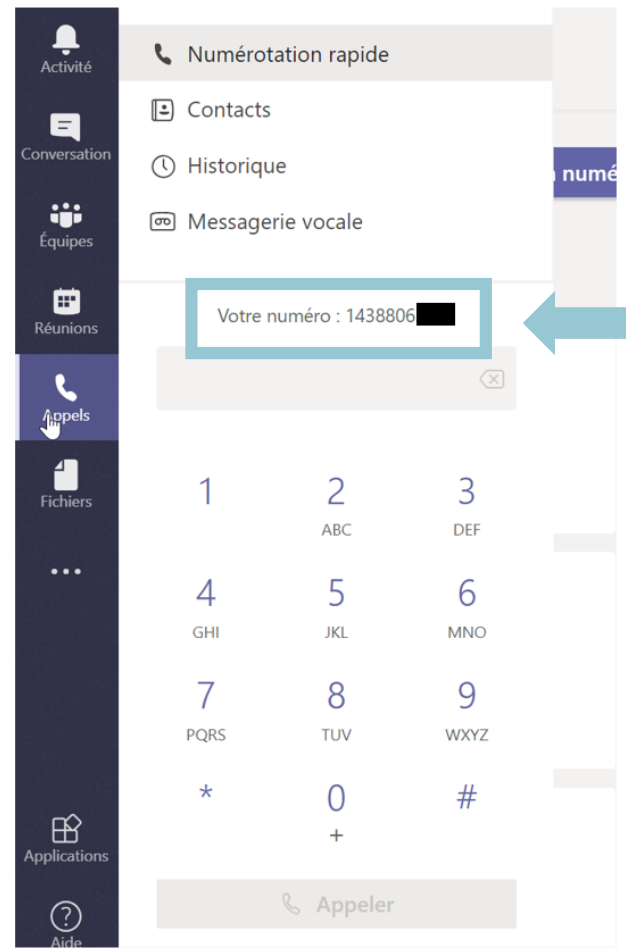 Activité
Conversation
Équipes
Réunions
Appels
Fichiers
Applications
Aide
Numérotation rapide
Contacts
Historique
Messagerie vocale
numé
Votre numéro : 1438806
1
2
ABC
3
DEF
4
GHI
5
JKL
6
MNO
7
PQRS
8
TUV
9
WXYZ
*
0
+
#
Appeler